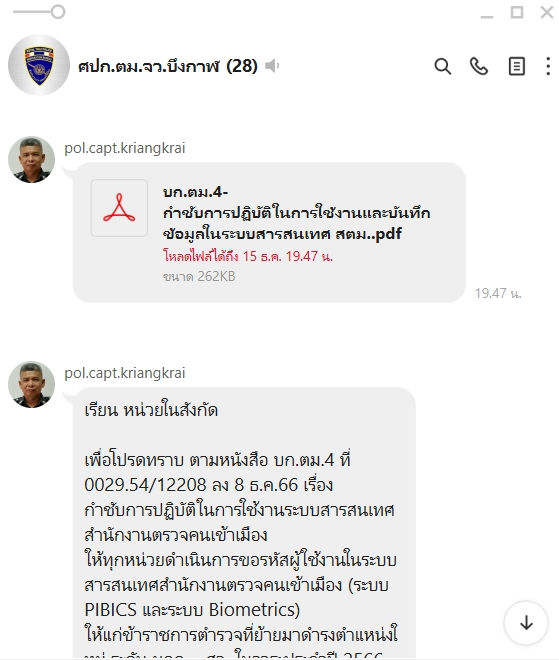 ศปก.ตม.จว.บึงกาฬ (28)
pol.capt.kriangkrai
บก.ตม.4-
กำชับการปฏิบัติในการใช้งานและบันทึก
ข้อมูลในระบบสารสนเทศ สตม..pdf
โหลดไฟล์ได้ถึง 15 ธ.ค. 19.47 น.
ขนาด 262KB
19.47 น.
pol.capt.kriangkrai
เรียน หน่วยในสังกัด
เพื่อโปรดทราบ ตามหนังสือ บก.ตม.4 ที่
0029.54/12208 ลง 8 ธ.ค.66 เรื่อง
กำชับการปฏิบัติในการใช้งานระบบสารสนเทศ
สำนักงานตรวจคนเข้าเมือง
ให้ทุกหน่วยดำเนินการขอรหัสผู้ใช้งานในระบบ
สารสนเทศสำนักงานตรวจคนเข้าเมือง (ระบบ
PIBICS และระบบ Biometrics)
ให้แก่ข้าราชการตำรวจที่ย้ายมาดำรงตำแหน่งใ
2566